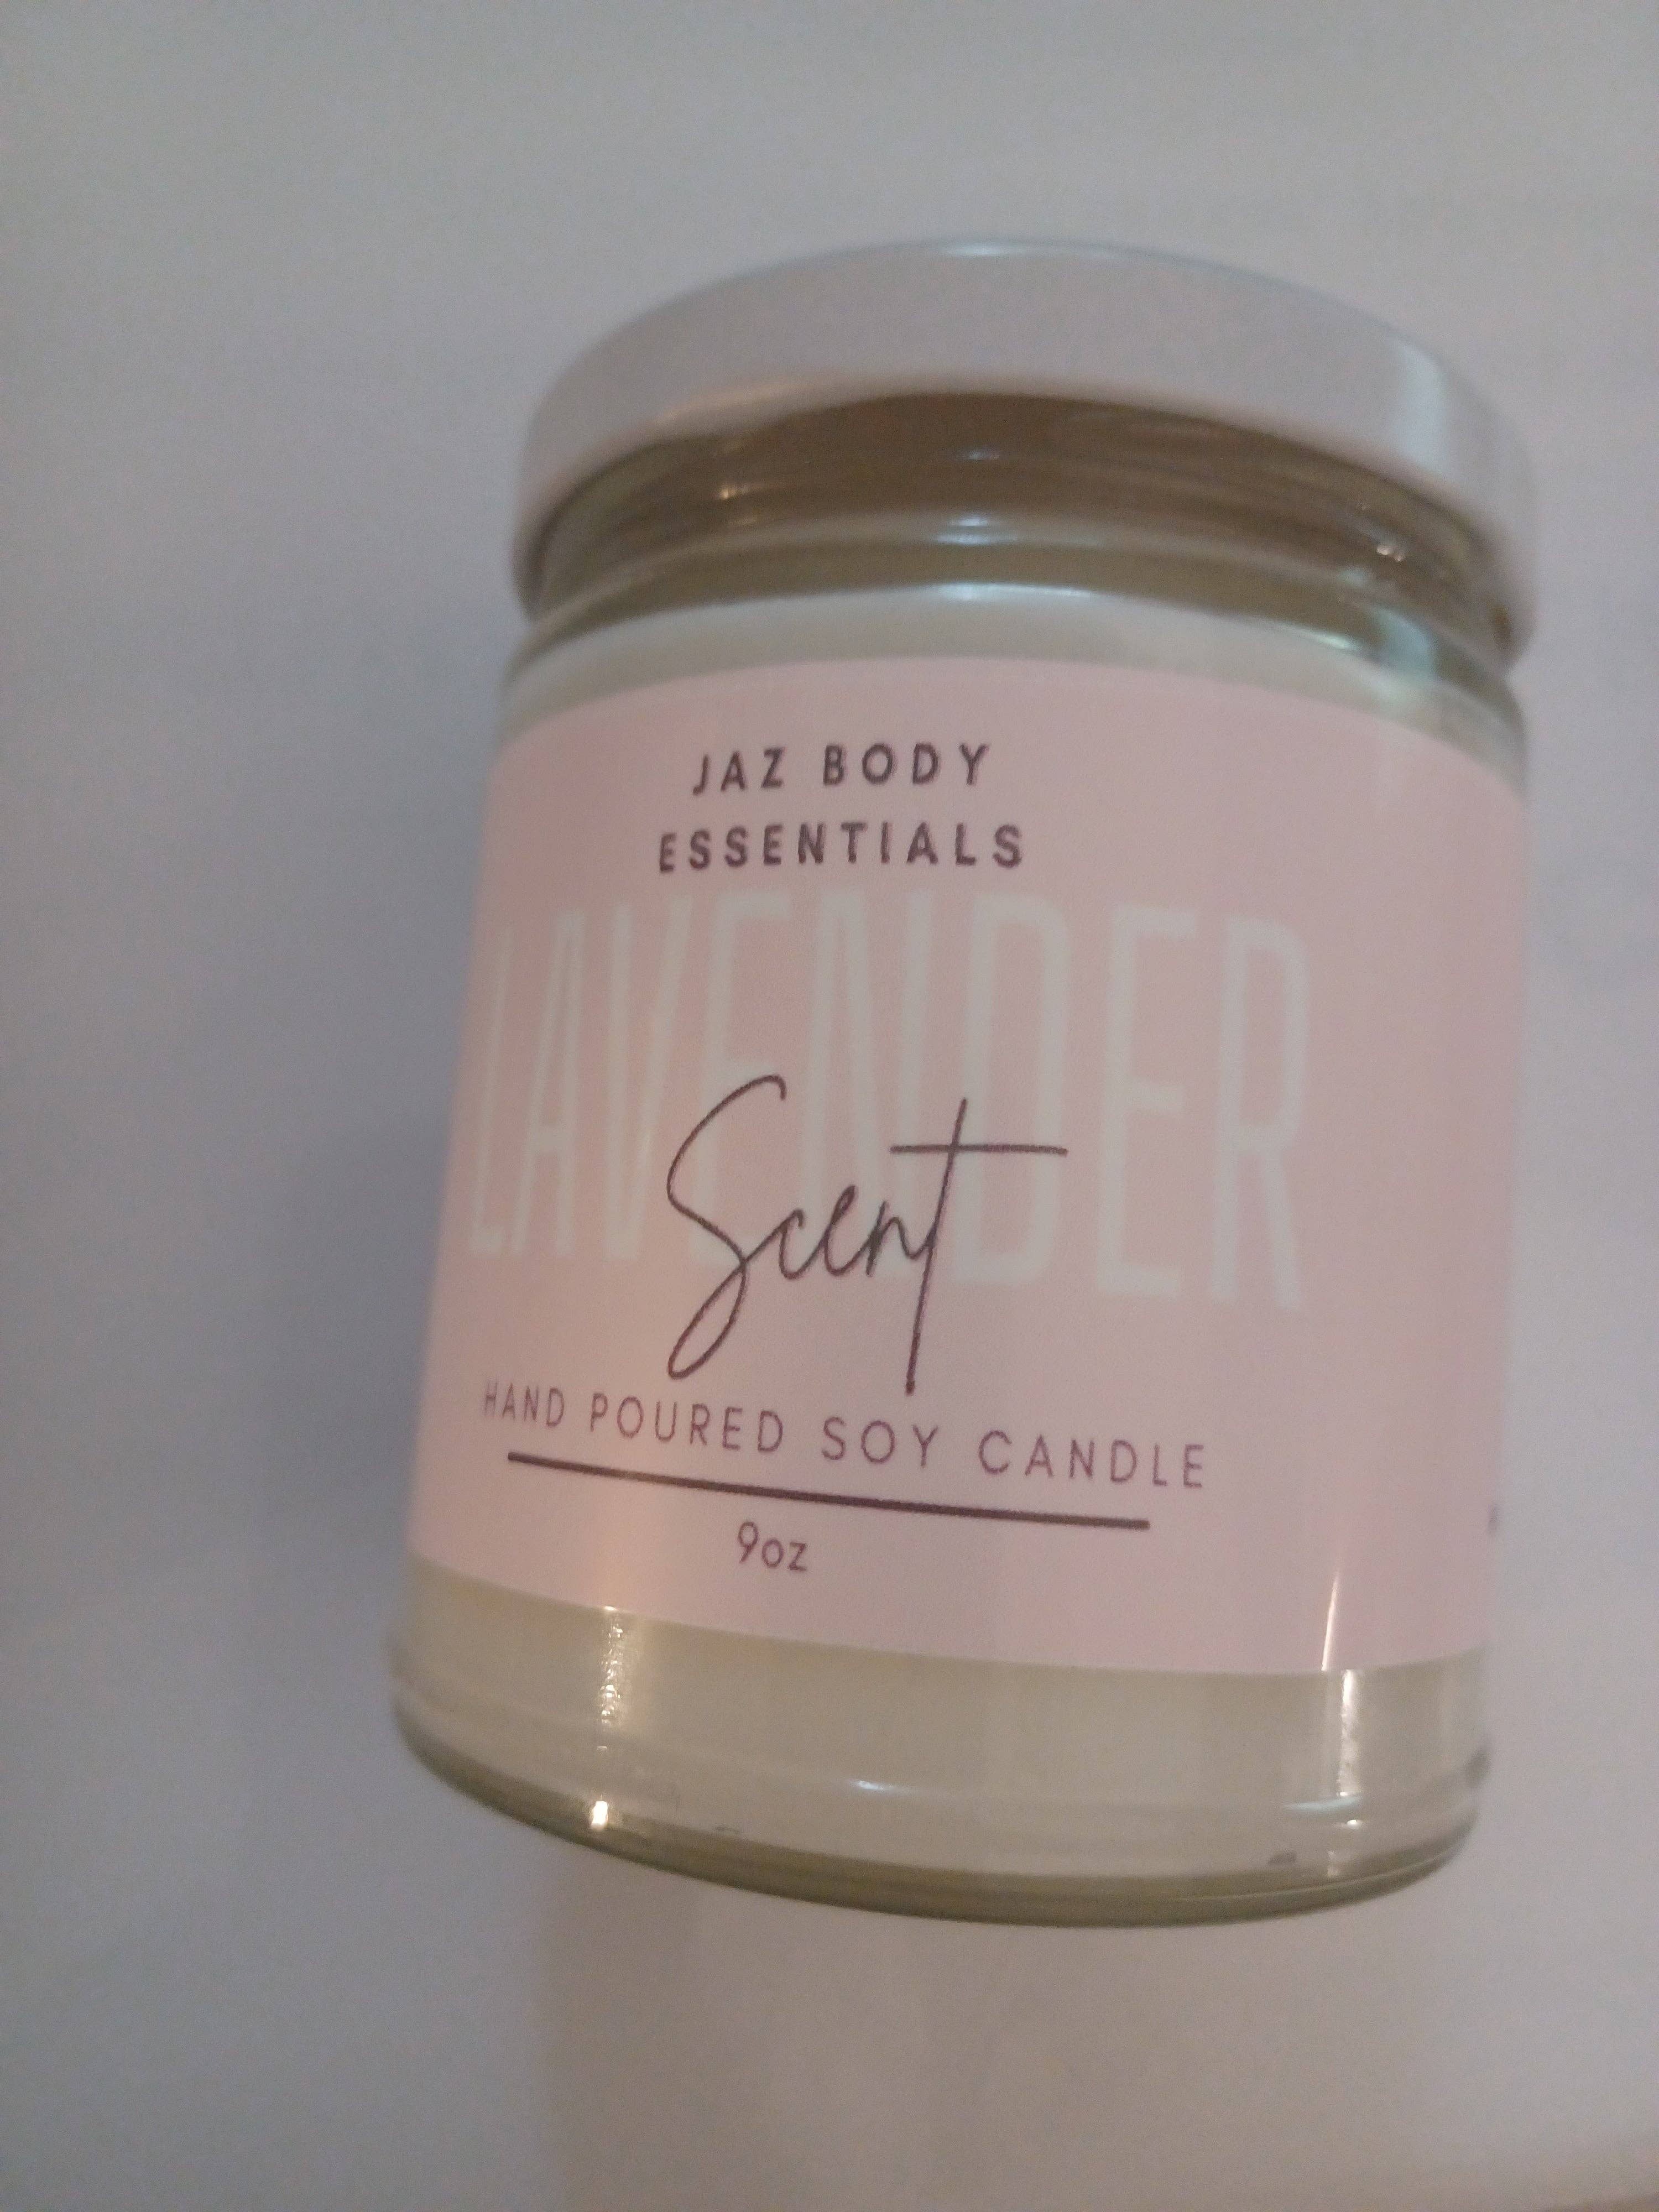 JAZ BODY
ESSENTIALS
LAVENDER
Scent
HAND POURED SOY CANDLE
9oz